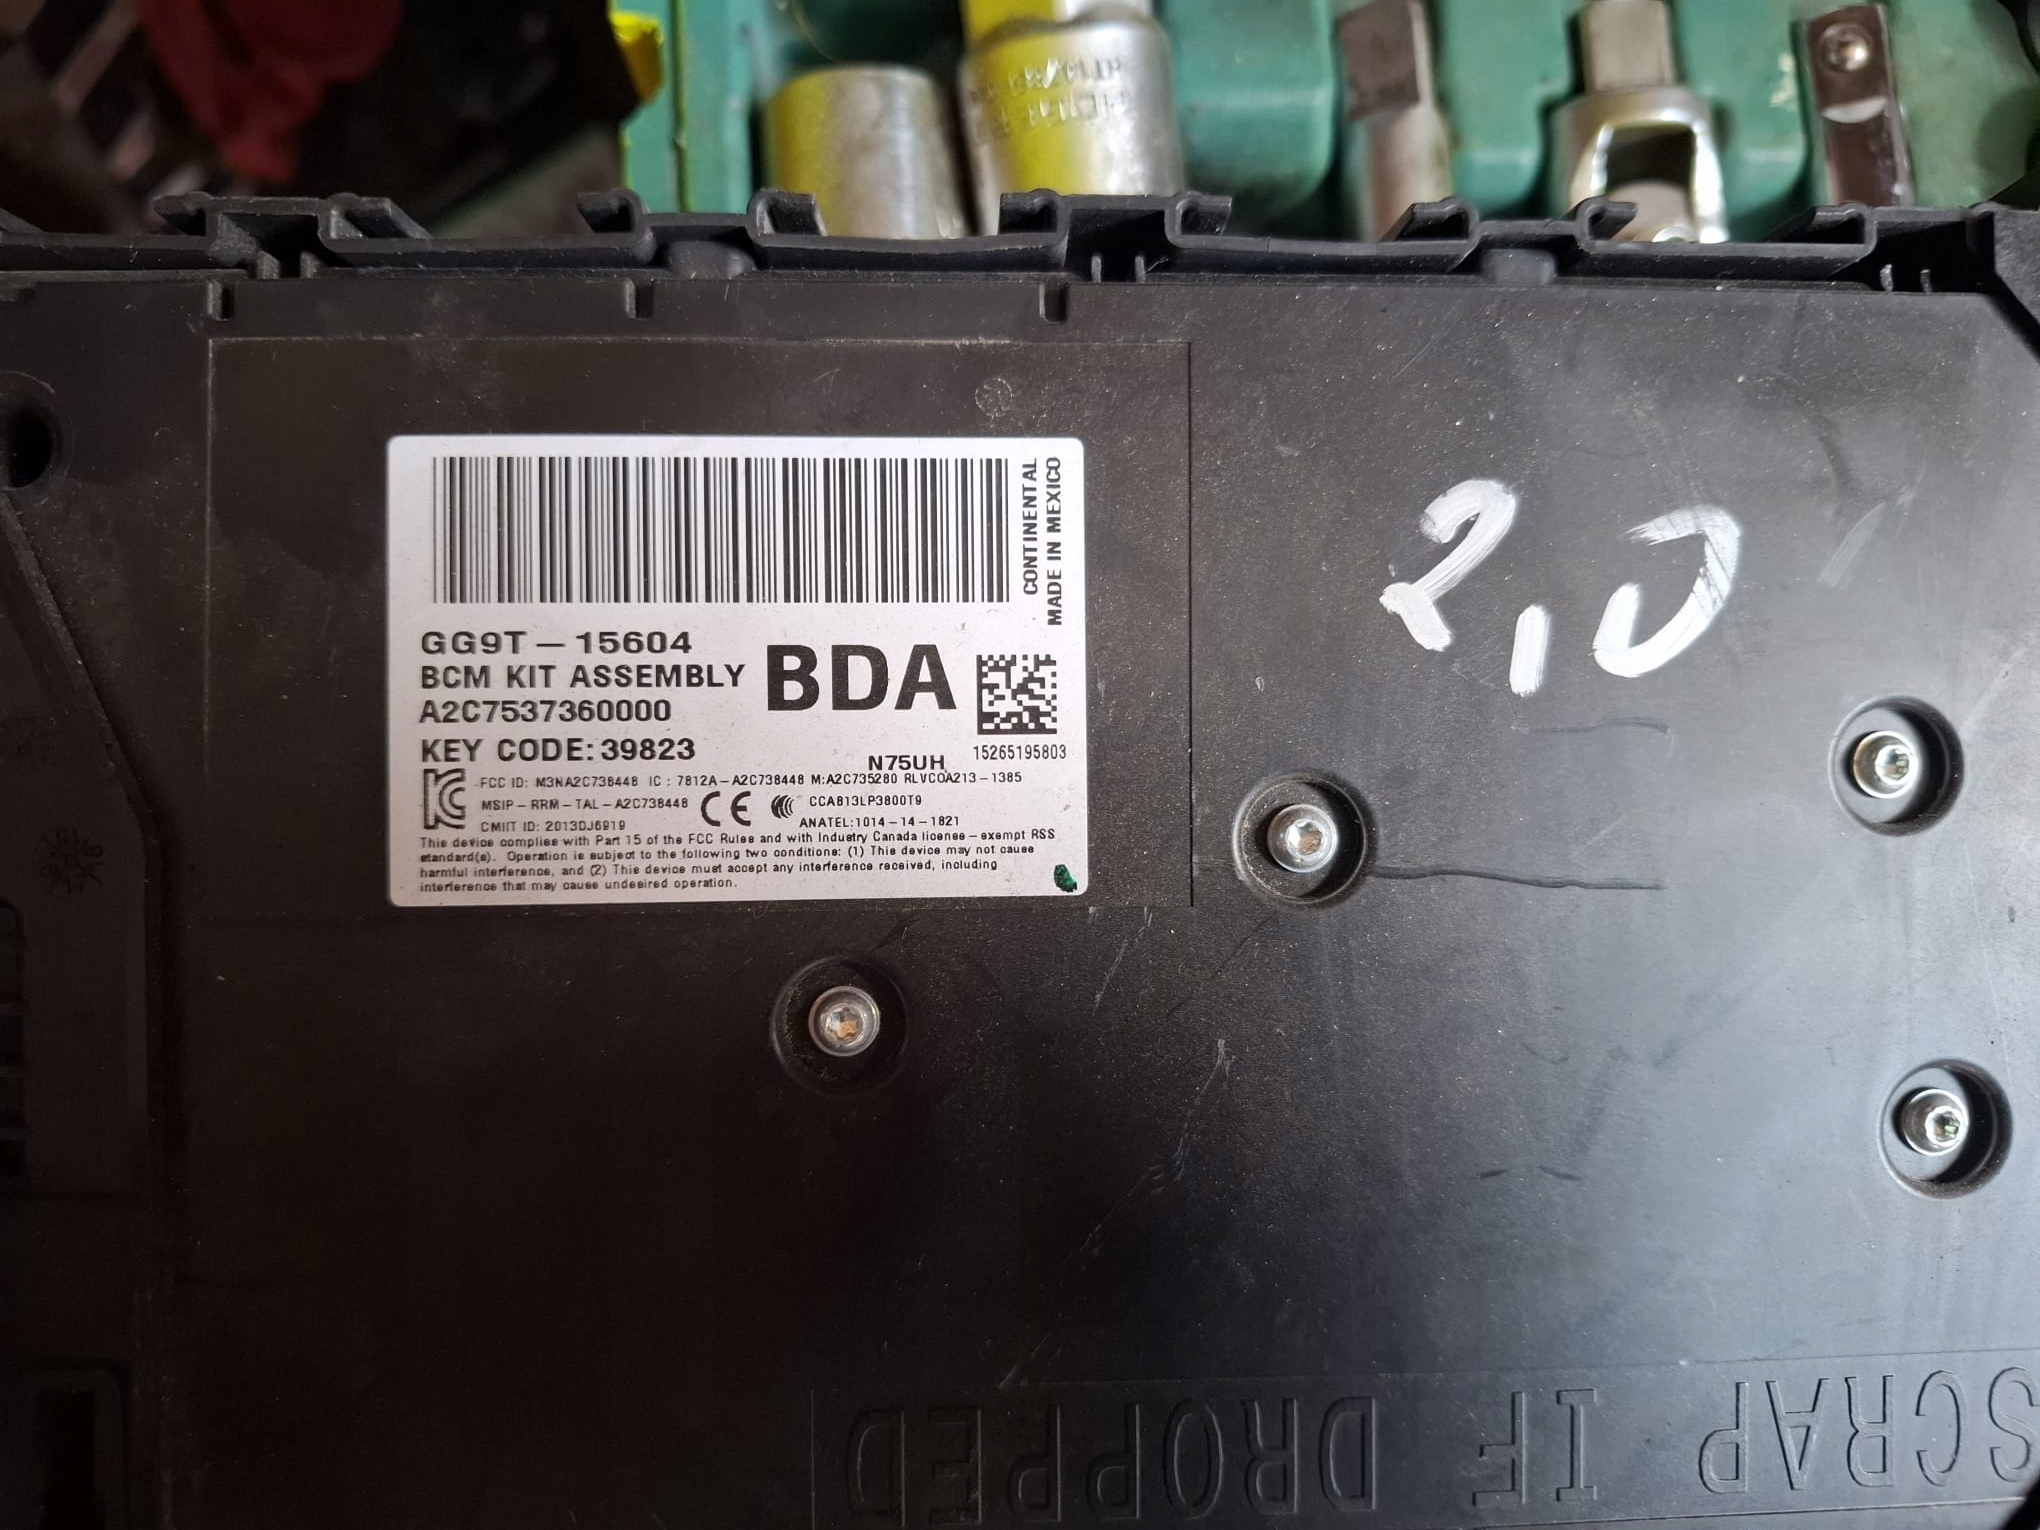 CONTINENTAL
MADE IN MEXICO
GG9T-15604
BCM KIT ASSEMBLY
BDA
A2C7537360000
KEY CODE: 39823
N75UH
15265195803
FCC ID: M3NA2C738448 IC : 7812A-A2C738448 M:A2C735280 RLVCOA213-1385
MSIP-RRM-TAL-A2C738448
CE
CCAB13LP3800T9
CMIIT ID: 2013DJ6919
ANATEL:1014-14-1821
This device complies with Part 15 of the FCC Rules and with Industry Canada license-exempt RSS
standard(s). Operation is subject to the following two conditions: (1) This device may not cause
harmful interference, and (2) This device must accept any interference received, including
interference that may cause undesired operation.
2,0
SCRAP IF DROPPED